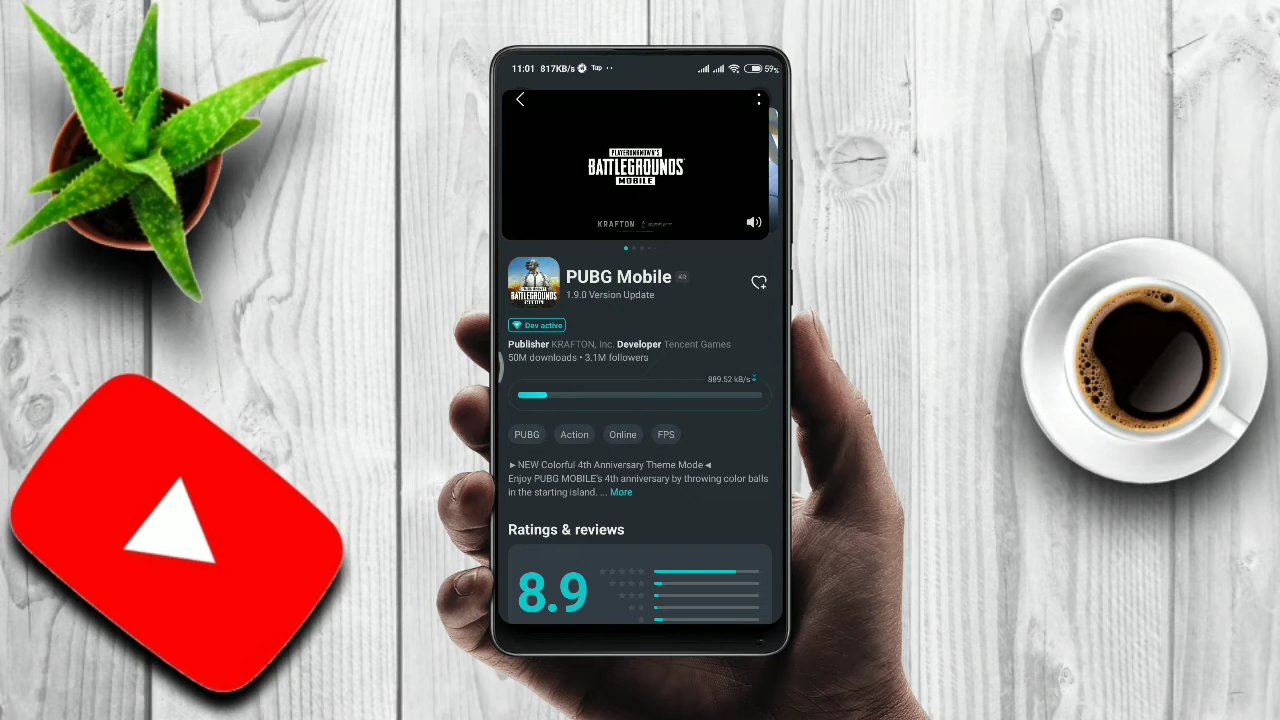 11:01 817KB/s Tap 59%
PLAYERUNKNOWN'S
BATTLEGROUNDS
MOBILE
KRAFTON
PUBG Mobile KR
1.9.0 Version Update
Dev active
Publisher KRAFTON, Inc. Developer Tencent Games
50M downloads • 3.1M followers
889.52 kB/s
PUBG Action Online FPS
►NEW Colorful 4th Anniversary Theme Mode◄
Enjoy PUBG MOBILE's 4th anniversary by throwing color balls
in the starting island. ... More
Ratings & reviews
8.9